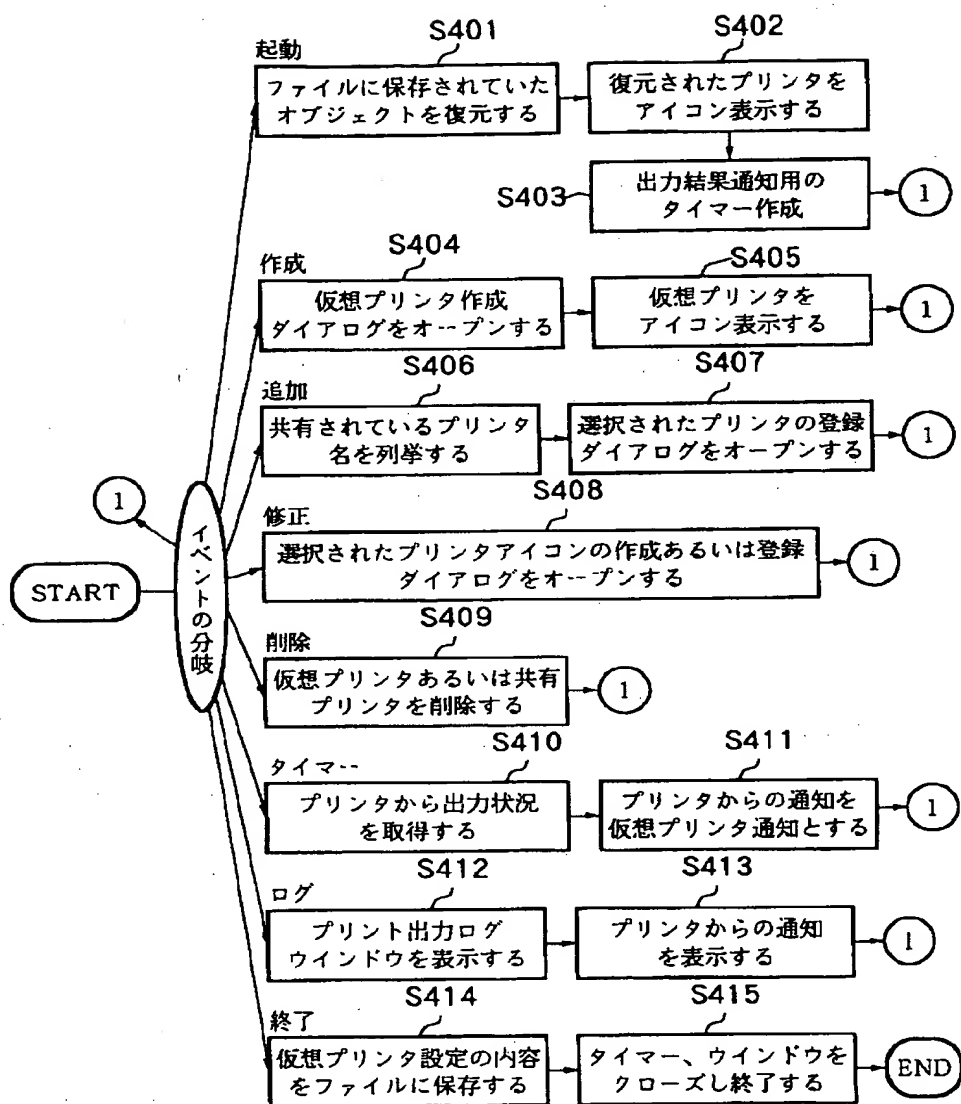 S401
S402
起動
ファイルに保存されていた
オブジェクトを復元する
復元されたプリンタを
アイコン表示する
S403
出力結果通知用の
タイマー作成
1
S404
S405
作成
仮想プリンタ作成
ダイアログをオープンする
仮想プリンタを
アイコン表示する
1
S406
S407
追加
共有されているプリンタ
名を列挙する
選択されたプリンタの登録
ダイアログをオープンする
1
1
S408
修正
選択されたプリンタアイコンの作成あるいは登録
ダイアログをオープンする
1
START
イベントの分岐
S409
削除
仮想プリンタあるいは共有
プリンタを削除する
1
S410
S411
タイマー
プリンタから出力状況
を取得する
プリンタからの通知を
仮想プリンタ通知とする
1
S412
S413
ログ
プリント出力ログ
ウインドウを表示する
プリンタからの通知
を表示する
1
S414
S415
終了
仮想プリンタ設定の内容
をファイルに保存する
タイマー、ウインドウを
クローズし終了する
END